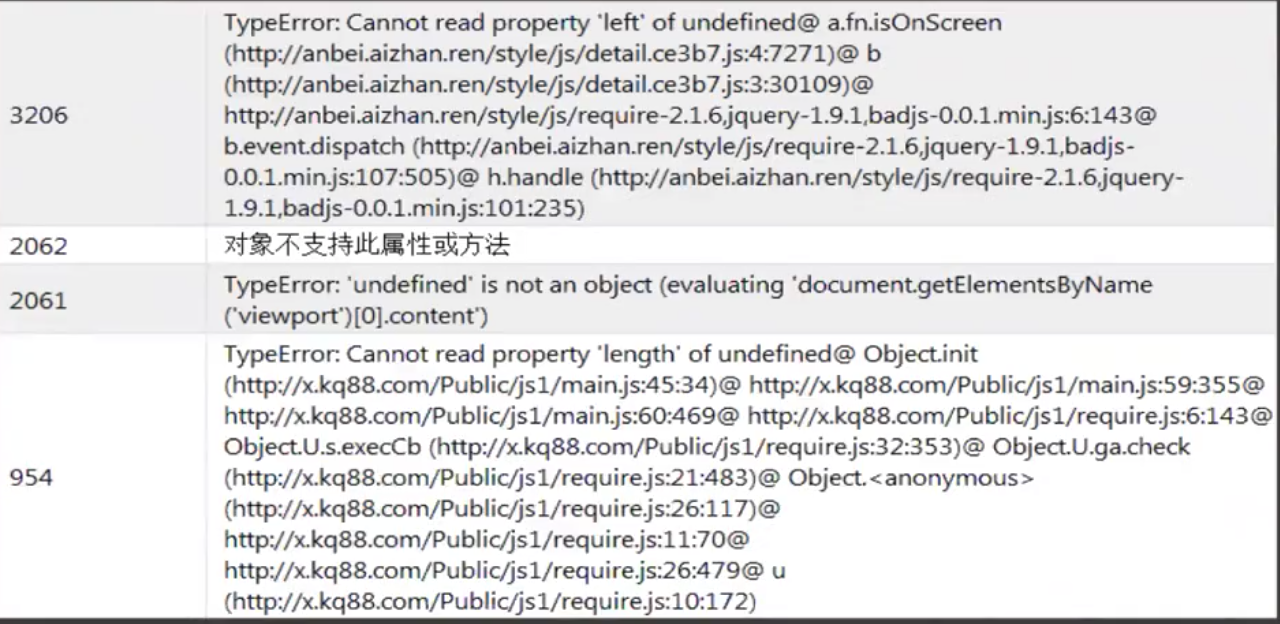 TypeError: Cannot read property 'left' of undefined@ a.fn.isOnScreen
(http://anbei.aizhan.ren/style/js/detail.ce3b7.js:4:7271)@ b
(http://anbei.aizhan.ren/style/js/detail.ce3b7.js:3:30109)@
3206
http://anbei.aizhan.ren/style/js/require-2.1.6,jquery-1.9.1,badjs-0.0.1.min.js:6:143@
b.event.dispatch (http://anbei.aizhan.ren/style/js/require-2.1.6,jquery-1.9.1,badjs-
0.0.1.min.js:107:505)@ h.handle (http://anbei.aizhan.ren/style/js/require-2.1.6,jquery-
1.9.1,badjs-0.0.1.min.js:101:235)
2062 对象不支持此属性或方法
2061
TypeError: 'undefined' is not an object (evaluating 'document.getElementsByName
('viewport')[0].content')
TypeError: Cannot read property 'length' of undefined@ Object.init
(http://x.kq88.com/Public/js1/main.js:45:34)@ http://x.kq88.com/Public/js1/main.js:59:355@
http://x.kq88.com/Public/js1/main.js:60:469@ http://x.kq88.com/Public/js1/require.js:6:143@
Object.U.s.execCb (http://x.kq88.com/Public/js1/require.js:32:353)@ Object.U.ga.check
954
(http://x.kq88.com/Public/js1/require.js:21:483)@ Object.<anonymous>
(http://x.kq88.com/Public/js1/require.js:26:117)@
http://x.kq88.com/Public/js1/require.js:11:70@
http://x.kq88.com/Public/js1/require.js:26:479@ u
(http://x.kq88.com/Public/js1/require.js:10:172)